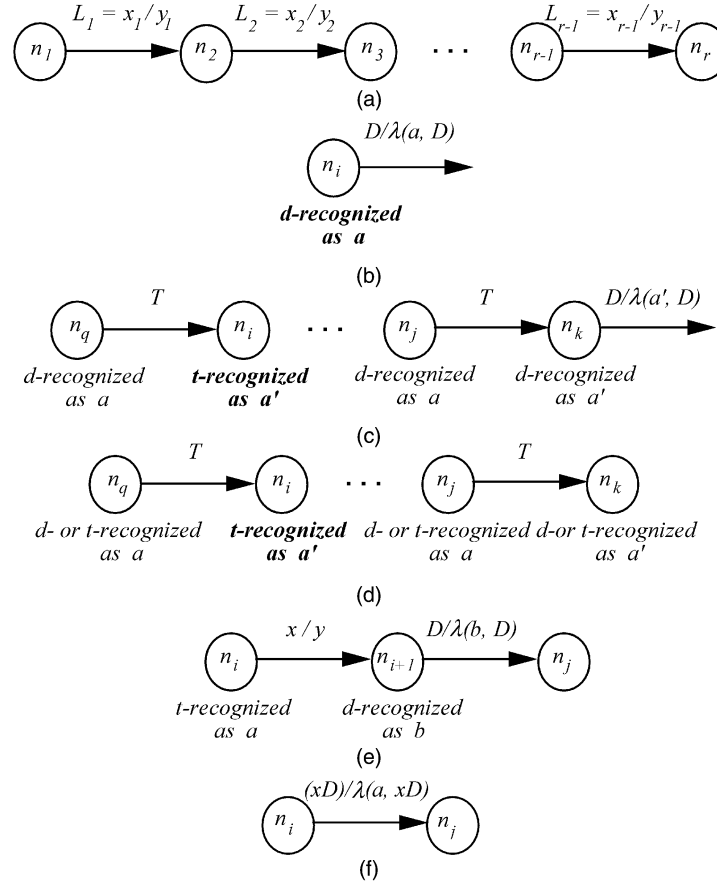 L1 = x1/y1 L2 = x2/y2 Lr-1 = xr-1/yr-1
n1 n2 n3 . . . nr-1 nr
(a)
D/λ(a, D)
ni
d-recognized
as a
(b)
T T D/λ(a', D)
nq ni . . . nj nk
d-recognized t-recognized d-recognized d-recognized
as a as a' as a as a'
(c)
T T
nq ni . . . nj nk
d- or t-recognized t-recognized d- or t-recognized d-or t-recognized
as a as a' as a as a'
(d)
x / y D/λ(b, D)
ni ni+1 nj
t-recognized d-recognized
as a as b
(e)
(xD)/λ(a, xD)
ni nj
(f)